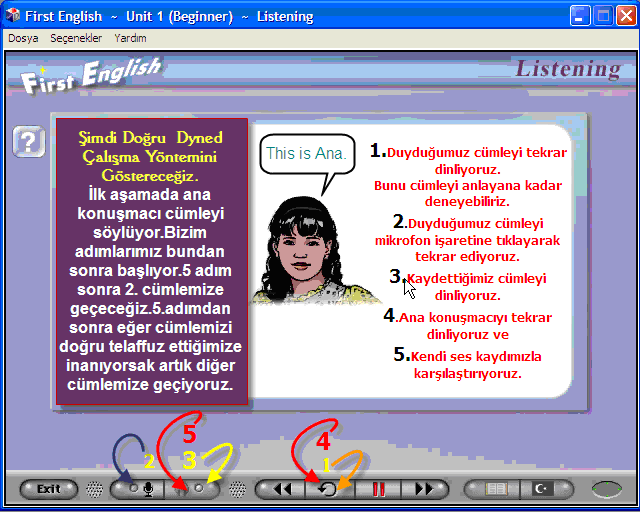 First English ~ Unit 1 (Beginner) ~ Listening
Dosya Seçenekler Yardım
First English
Listening
?
Şimdi Doğru Dyned
Çalışma Yöntemini
Göstereceğiz.
İlk aşamada ana
konuşmacı cümleyi
söylüyor.Bizim
adımlarımız bundan
sonra başlıyor.5 adım
sonra 2. cümlemize
geçeceğiz.5.adımdan
sonra eğer cümlemizi
doğru telaffuz ettiğimize
inanıyorsak artık diğer
cümlemize geçiyoruz.
This is Ana.
1.Duyduğumuz cümleyi tekrar
dinliyoruz.
Bunu cümleyi anlayana kadar
deneyebiliriz.
2.Duyduğumuz cümleyi
mikrofon işaretine tıklayarak
tekrar ediyoruz.
3.Kaydettiğimiz cümleyi
dinliyoruz.
4.Ana konuşmacıyı tekrar
dinliyoruz ve
5.Kendi ses kaydımızla
karşılaştırıyoruz.
5 4
2 3 1
Exit